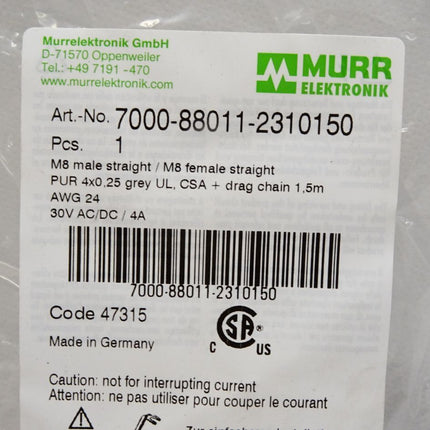 Murrelektronik GmbH
D-71570 Oppenweiler
Tel.: +49 7191 -470
www.murrelektronik.com
MURR
ELEKTRONIK
Art.-No. 7000-88011-2310150
Pcs. 1
M8 male straight / M8 female straight
PUR 4x0,25 grey UL, CSA + drag chain 1,5m
AWG 24
30V AC/DC / 4A
7000-88011-2310150
Code 47315
Made in Germany
CSA
C US
Caution: not for interrupting current
Attention: ne pas utiliser pour couper le courant